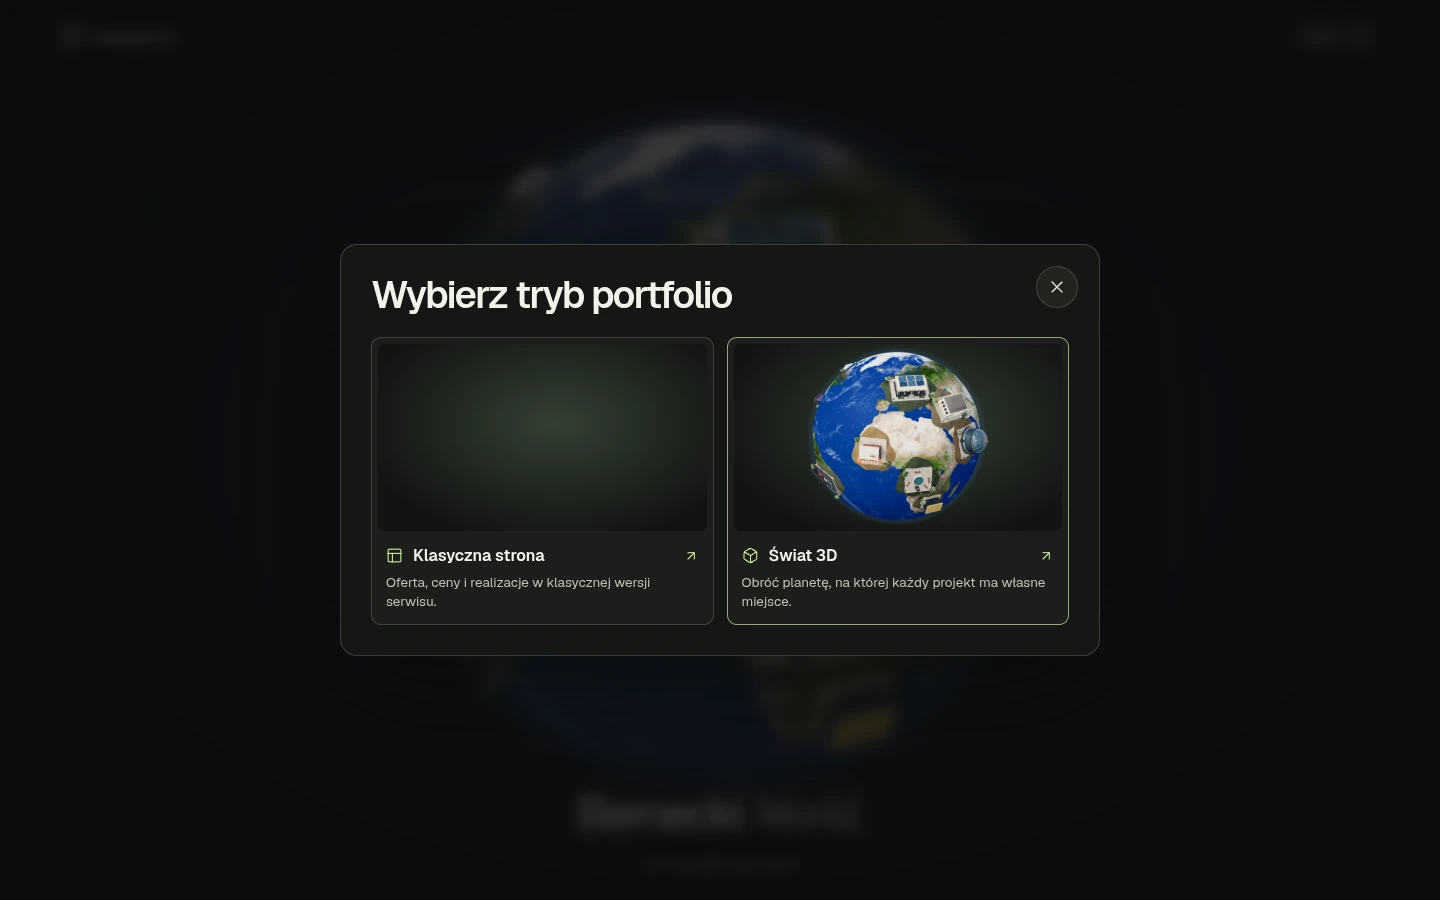 Wybierz tryb portfolio
Klasyczna strona
Oferta, ceny i realizacje w klasycznej wersji
serwisu.
Świat 3D
Obróć planetę, na której każdy projekt ma własne
miejsce.